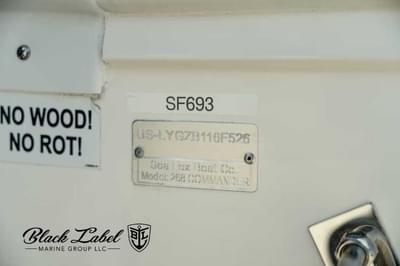 SF693
NO WOOD!
NO ROT!
US-LYGZB116F526
Sea Fox Boat Co.
Model: 268 COMMANDER
Black Label
MARINE GROUP LLC